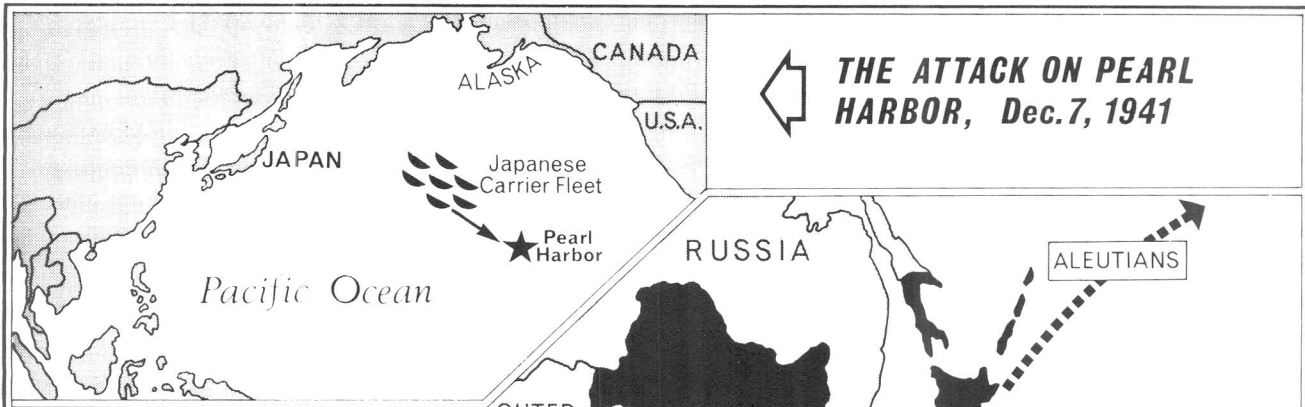 CANADA
ALASKA
U.S.A.
JAPAN
Japanese
Carrier Fleet
Pearl
Harbor
Pacific Ocean
THE ATTACK ON PEARL
HARBOR, Dec. 7, 1941
RUSSIA
ALEUTIANS
OUTER